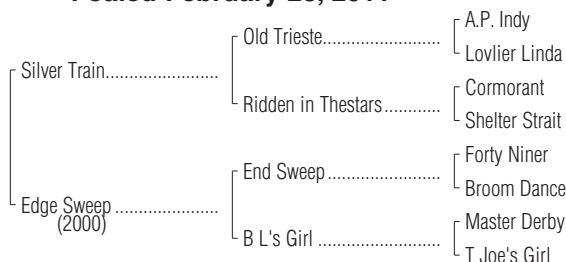 Foaled February
A.P. Indy
Old Trieste........................
Lovlier Linda
Silver Train........................
Cormorant
Ridden in Thestars............
Shelter Strait
Forty Niner
End Sweep........................
Broom Dance
Edge Sweep......................
(2000)
Master Derby
B L's Girl..........................
T Joe's Girl